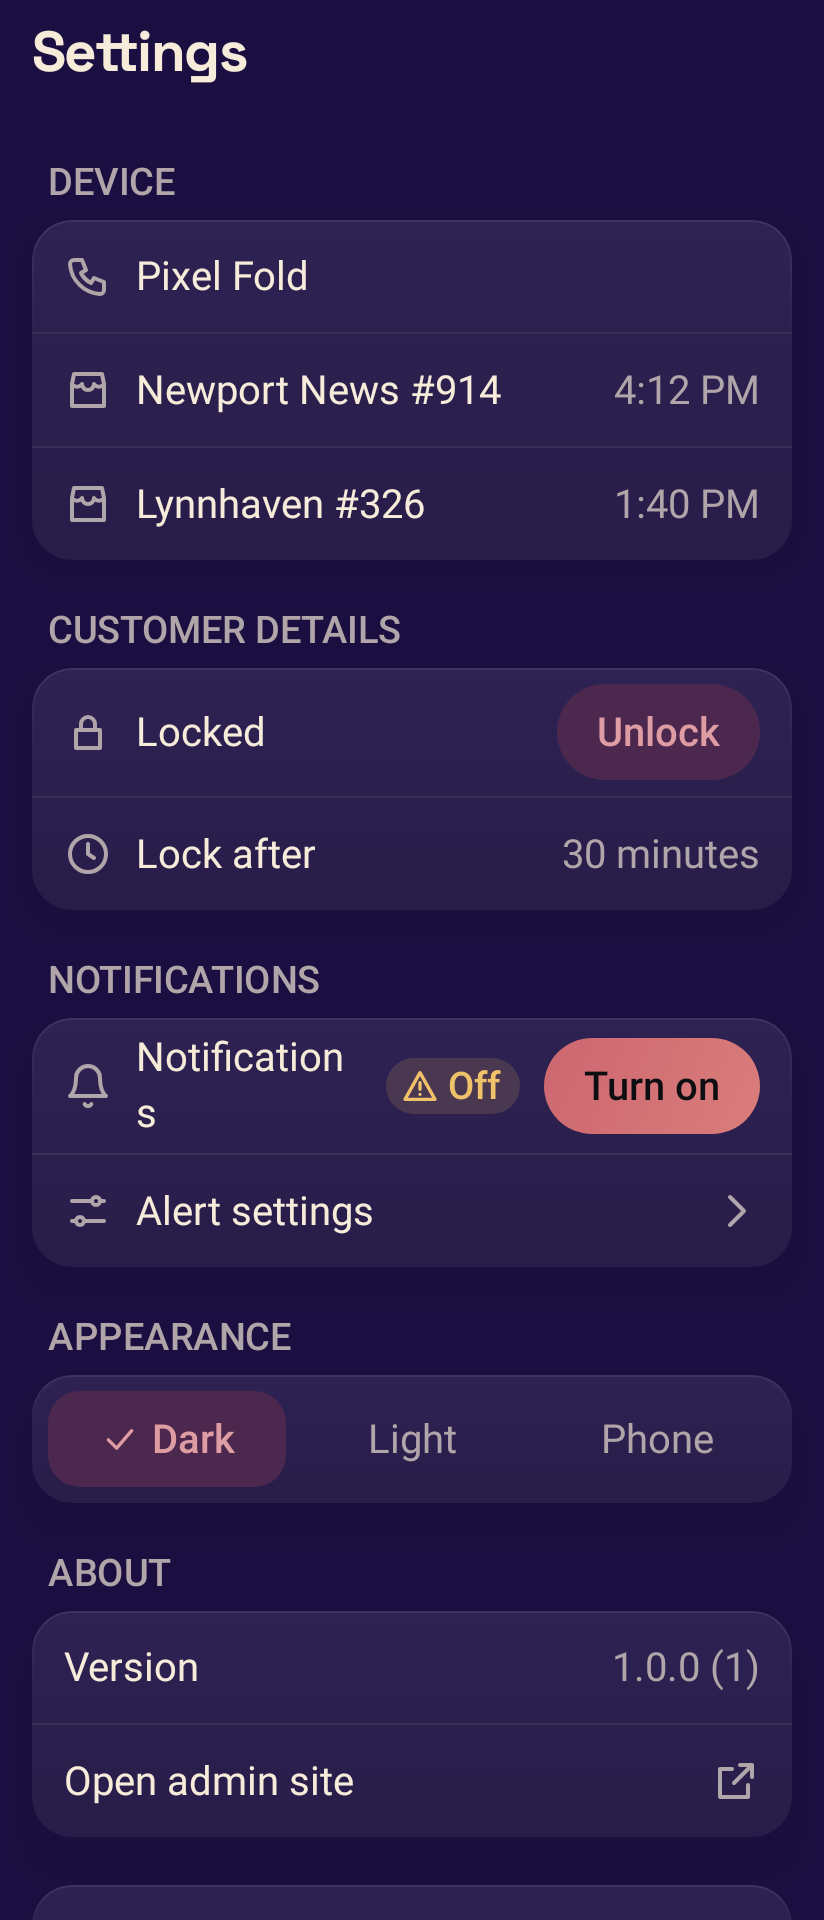 Settings
DEVICE
Pixel Fold
Newport News #914 4:12 PM
Lynnhaven #326 1:40 PM
CUSTOMER DETAILS
Locked Unlock
Lock after 30 minutes
NOTIFICATIONS
Notification
s
Off Turn on
Alert settings
APPEARANCE
Dark Light Phone
ABOUT
Version 1.0.0 (1)
Open admin site